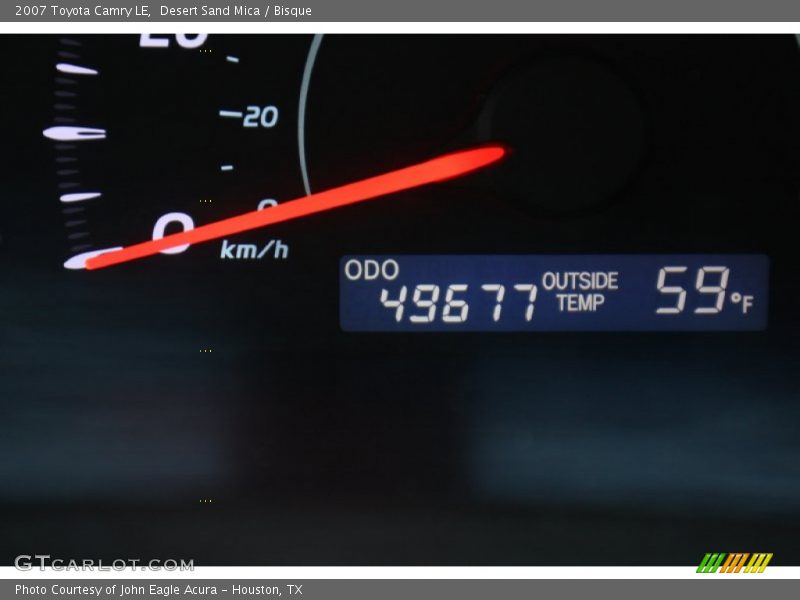 2007 Toyota Camry LE, Desert Sand Mica / Bisque
20
20
0
0
km/h
ODO
49677
OUTSIDE
TEMP
59°F
GTCARLOT.COM
Photo Courtesy of John Eagle Acura - Houston, TX